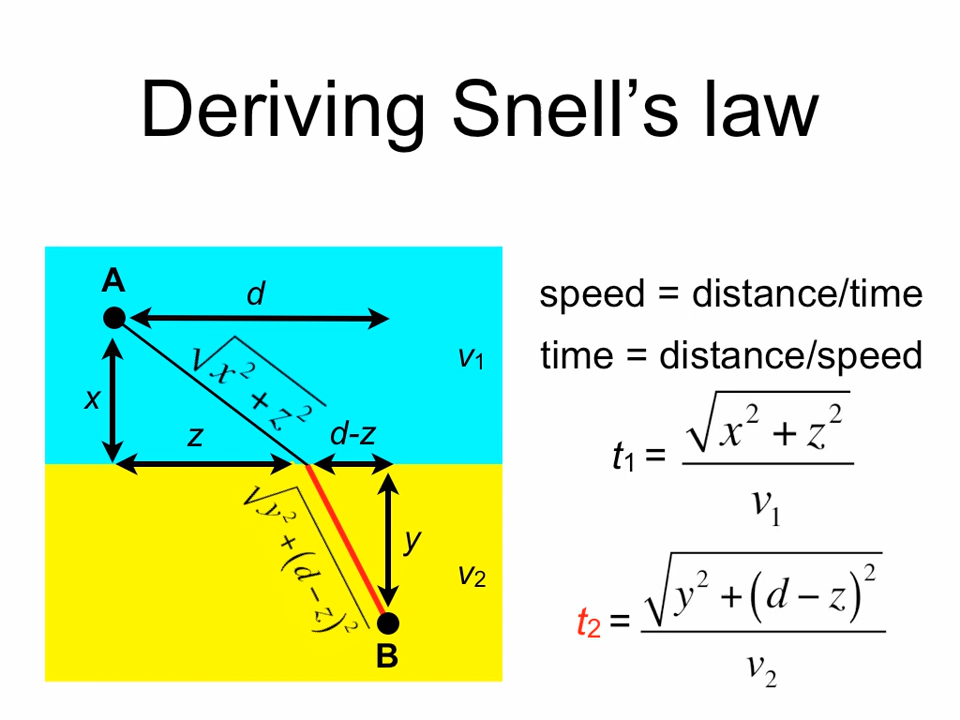 Deriving Snell’s law
A
d
v₁
x
√x² + z²
z
d-z
√y² + (d − z)²
y
v₂
B
speed = distance/time
time = distance/speed
t₁ = √x² + z² / v₁
t₂ = √y² + (d − z)² / v₂